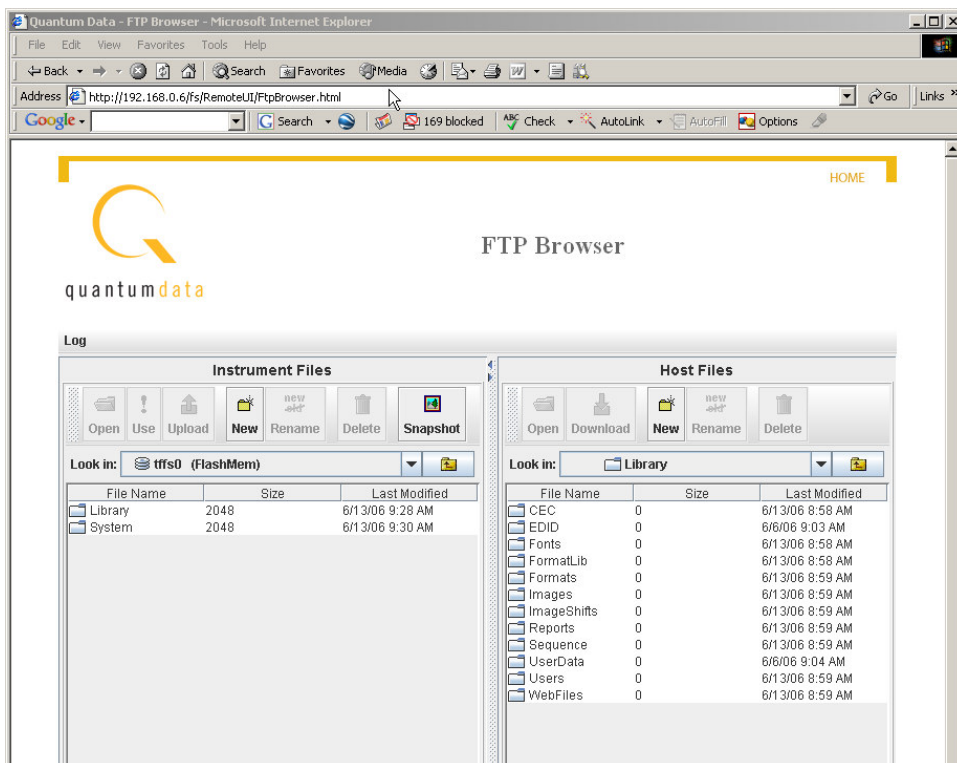 Quantum Data - FTP Browser - Microsoft Internet Explorer
File Edit View Favorites Tools Help
Back Search Favorites Media
Address http://192.168.0.6/fs/RemoteUI/FtpBrowser.html Go Links »
Google Search 169 blocked ABC Check AutoLink AutoFill Options
HOME
FTP Browser
quantumdata
Log
Instrument Files
Open Use Upload New new old Rename Delete Snapshot
Look in: tffs0 (FlashMem)
File Name Size Last Modified
Library 2048 6/13/06 9:28 AM
System 2048 6/13/06 9:30 AM
Host Files
Open Download New new old Rename Delete
Look in: Library
File Name Size Last Modified
CEC 0 6/13/06 8:58 AM
EDID 0 6/6/06 9:03 AM
Fonts 0 6/13/06 8:58 AM
FormatLib 0 6/13/06 8:58 AM
Formats 0 6/13/06 8:59 AM
Images 0 6/13/06 8:59 AM
ImageShifts 0 6/13/06 8:59 AM
Reports 0 6/13/06 8:59 AM
Sequence 0 6/13/06 8:59 AM
UserData 0 6/6/06 9:04 AM
Users 0 6/13/06 8:59 AM
WebFiles 0 6/13/06 8:59 AM